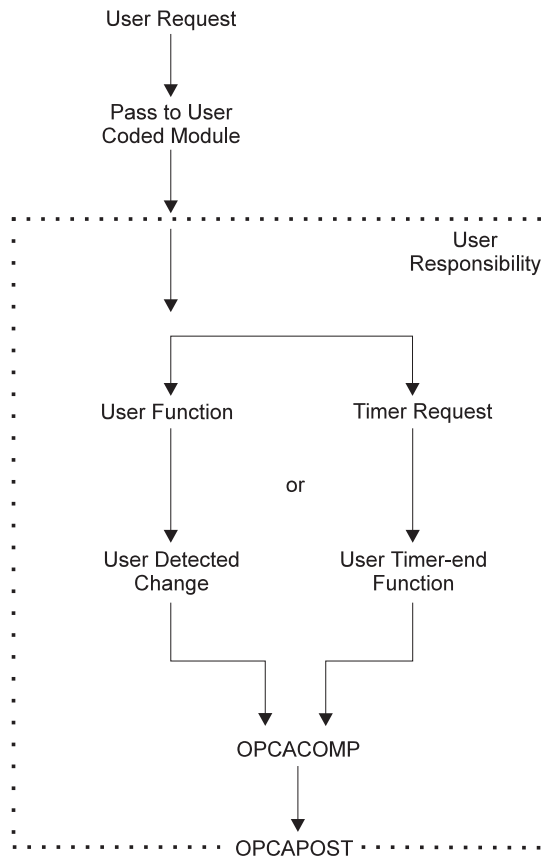 User Request
Pass to User
Coded Module
User
Responsibility
User Function
Timer Request
or
User Detected
Change
User Timer-end
Function
OPCACOMP
OPCAPOST